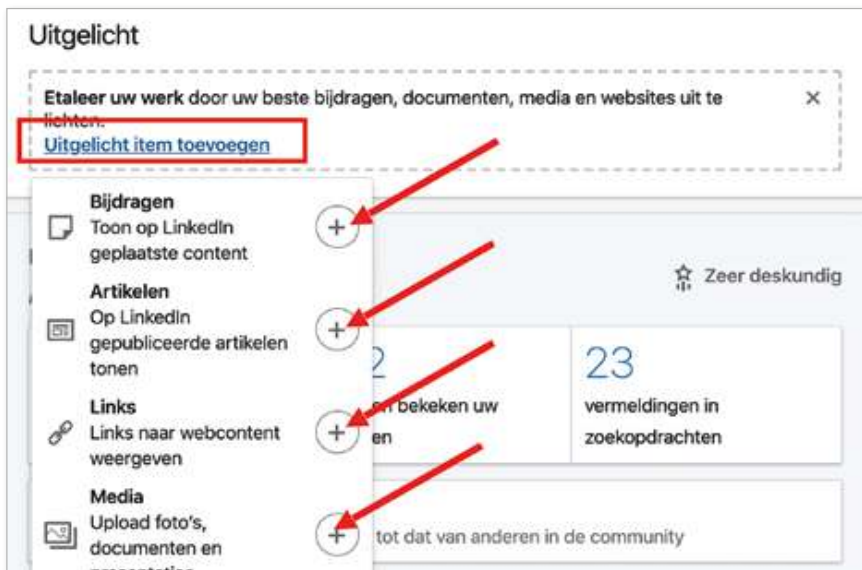 Uitgelicht
Etaleer uw werk door uw beste bijdragen, documenten, media en websites uit te
lichten.
Uitgelicht item toevoegen
Bijdragen
Toon op LinkedIn
geplaatste content
Artikelen
Op LinkedIn
gepubliceerde artikelen
tonen
Links
Links naar webcontent
weergeven
Media
Upload foto's,
documenten en
Zeer deskundig
2
bekeken uw
23
vermeldingen in
zoekopdrachten
tot dat van anderen in de community